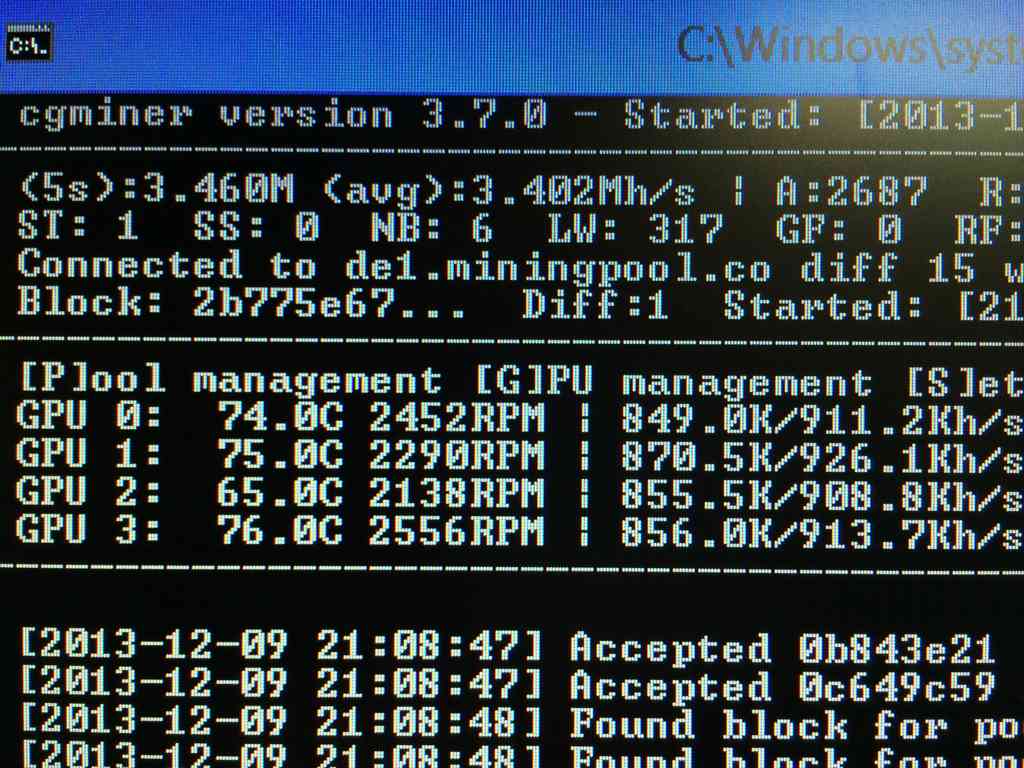 C:\Windows\syst
cgminer version 3.7.0 - Started: [2013-1
(5s):3.460M (avg):3.402Mh/s | A:2687 R:
ST: 1 SS: 0 NB: 6 LW: 317 GF: 0 RF:
Connected to de1.miningpool.co diff 15 w
Block: 2b775e67... Diff:1 Started: [21
[P]ool management [G]PU management [S]et
GPU 0: 74.0C 2452RPM | 849.0K/911.2Kh/s
GPU 1: 75.0C 2290RPM | 870.5K/926.1Kh/s
GPU 2: 65.0C 2138RPM | 855.5K/908.8Kh/s
GPU 3: 76.0C 2556RPM | 856.0K/913.7Kh/s
[2013-12-09 21:08:47] Accepted 0b843e21
[2013-12-09 21:08:47] Accepted 0c649c59
[2013-12-09 21:08:48] Found block for po
[2013-12-09 21:08:48] Found block for po